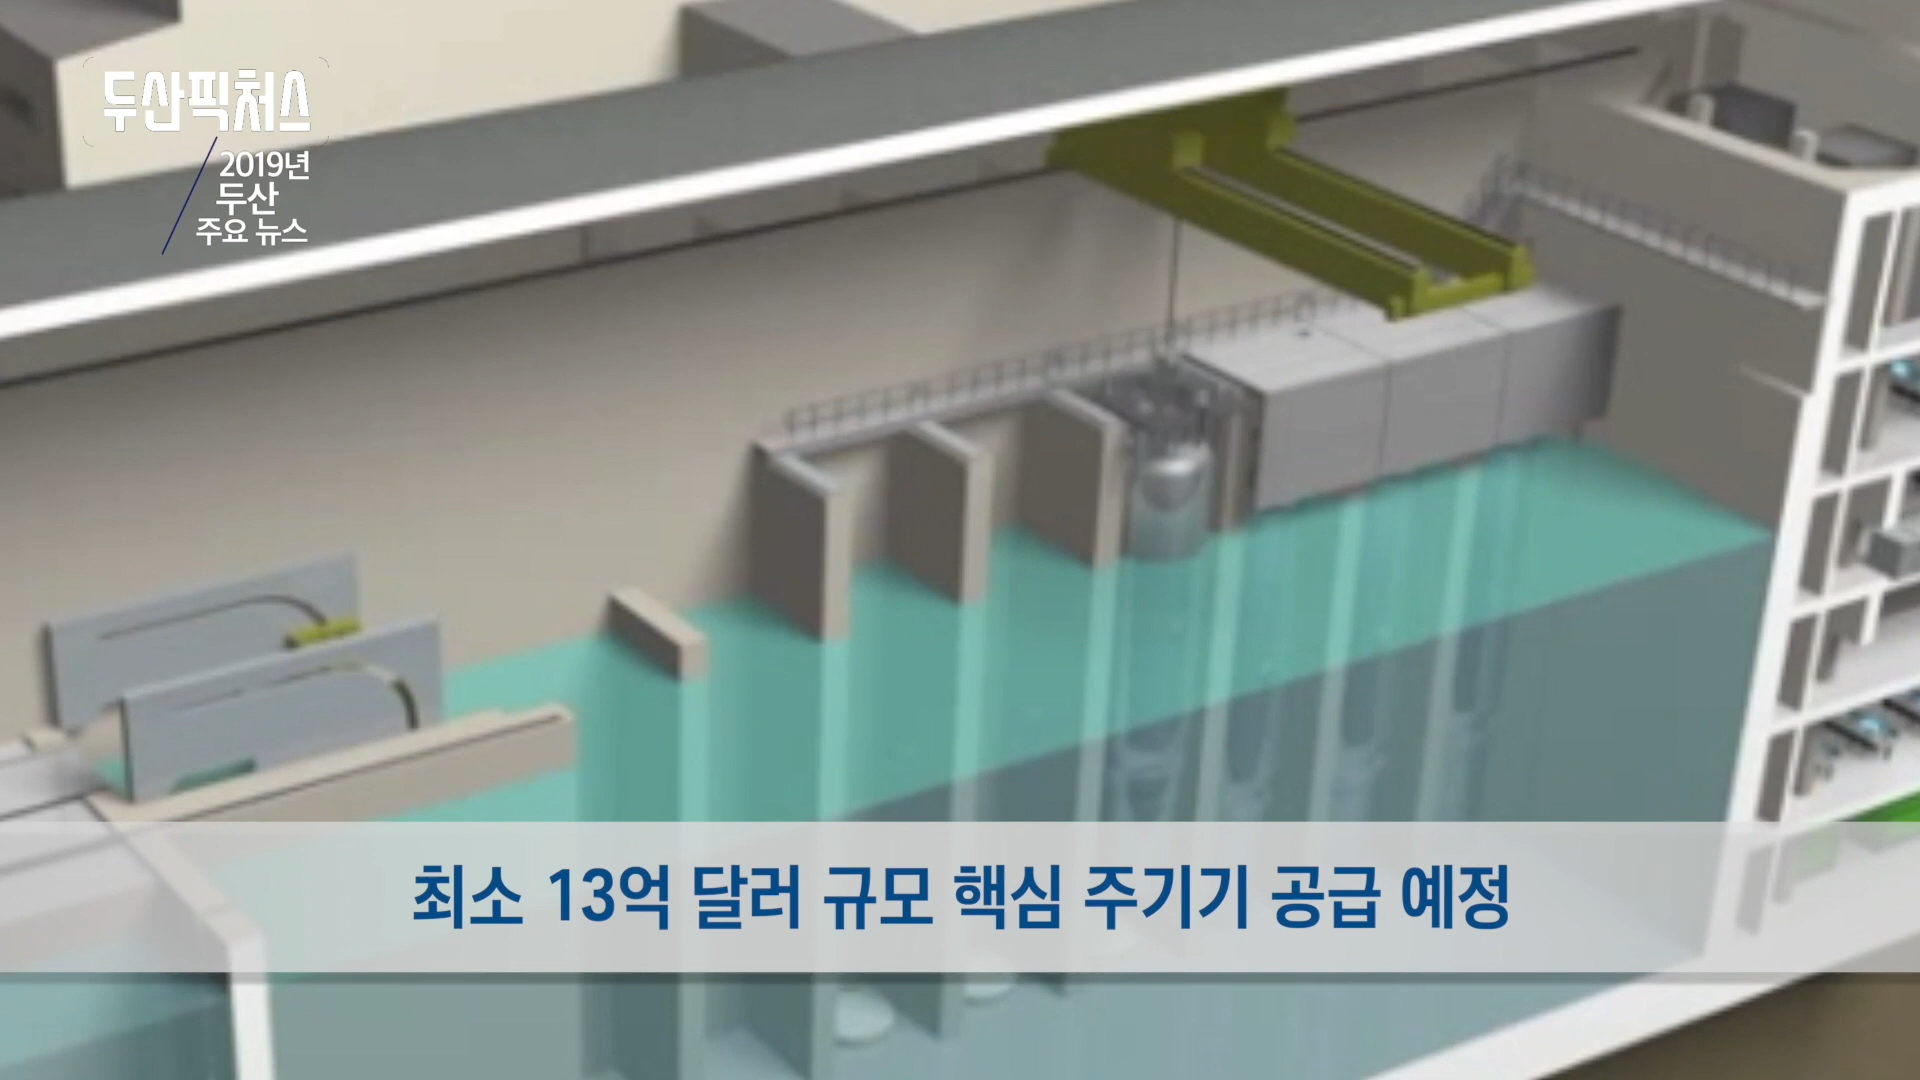 두산픽처스
2019년
두산
주요 뉴스
최소 13억 달러 규모 핵심 주기기 공급 예정